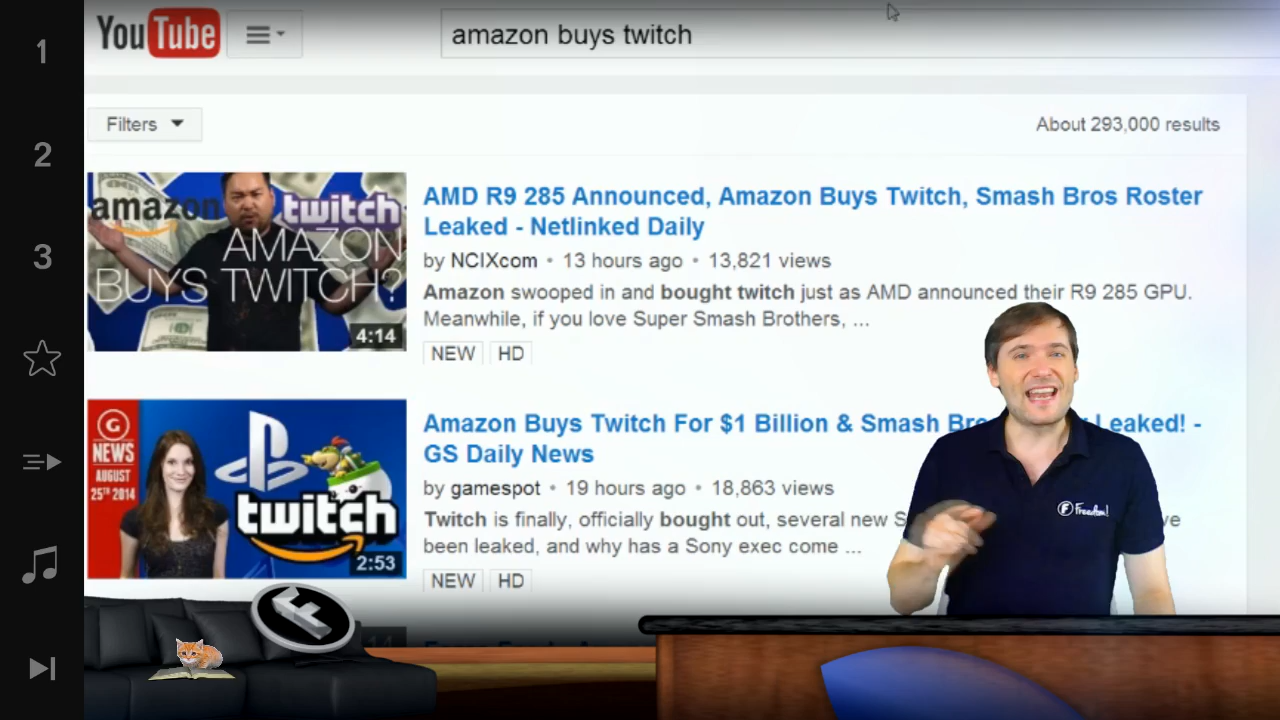 1
2
3
YouTube
amazon buys twitch
Filters
About 293,000 results
amazon
twitch
AMAZON
BUYS TWITCH?
4:14
AMD R9 285 Announced, Amazon Buys Twitch, Smash Bros Roster
Leaked - Netlinked Daily
by NCIXcom • 13 hours ago • 13,821 views
Amazon swooped in and bought twitch just as AMD announced their R9 285 GPU.
Meanwhile, if you love Super Smash Brothers, ...
NEW HD
G
NEWS
AUGUST
25TH 2014
twitch
2:53
Amazon Buys Twitch For $1 Billion & Smash Leaked! -
GS Daily News
by gamespot • 19 hours ago • 18,863 views
Twitch is finally, officially bought out, several new
been leaked, and why has a Sony exec come ...
NEW HD
F
Freedom!